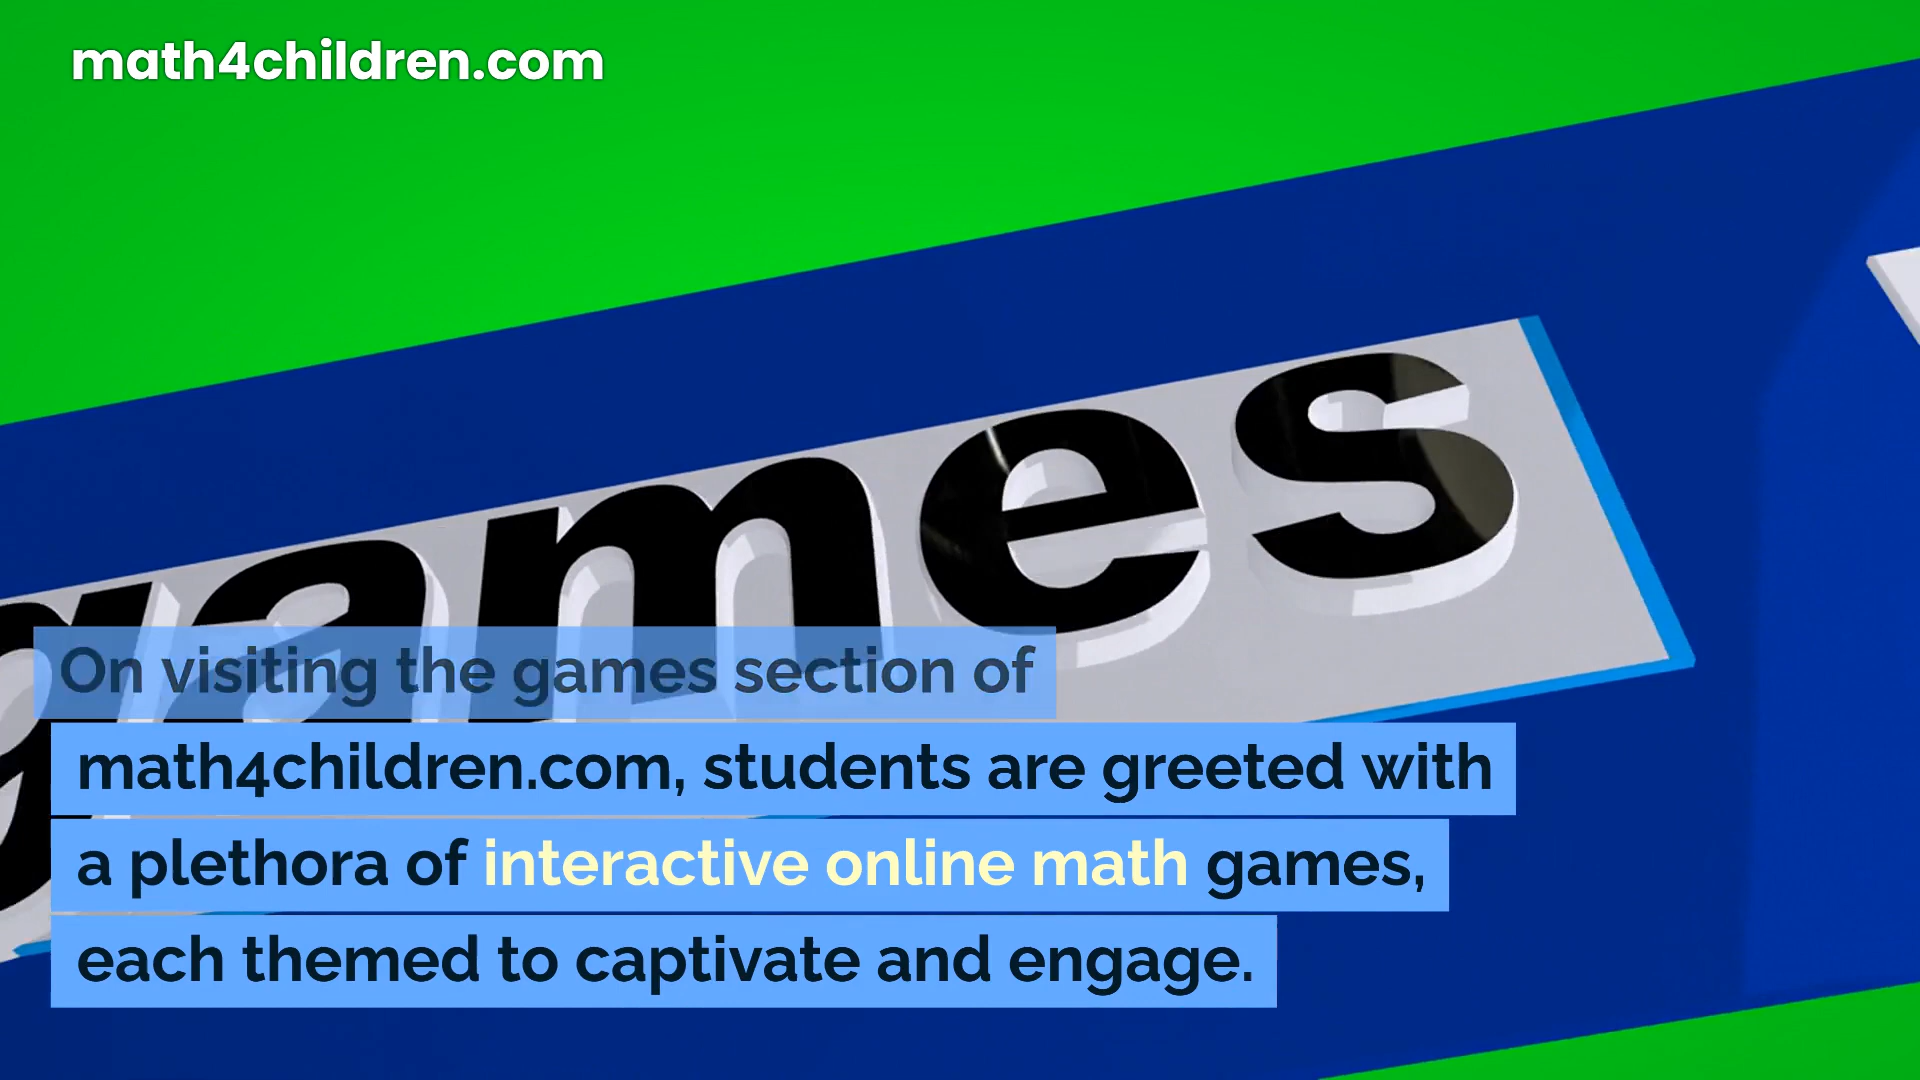 math4children.com
games
On visiting the games section of
math4children.com, students are greeted with
a plethora of interactive online math games,
each themed to captivate and engage.